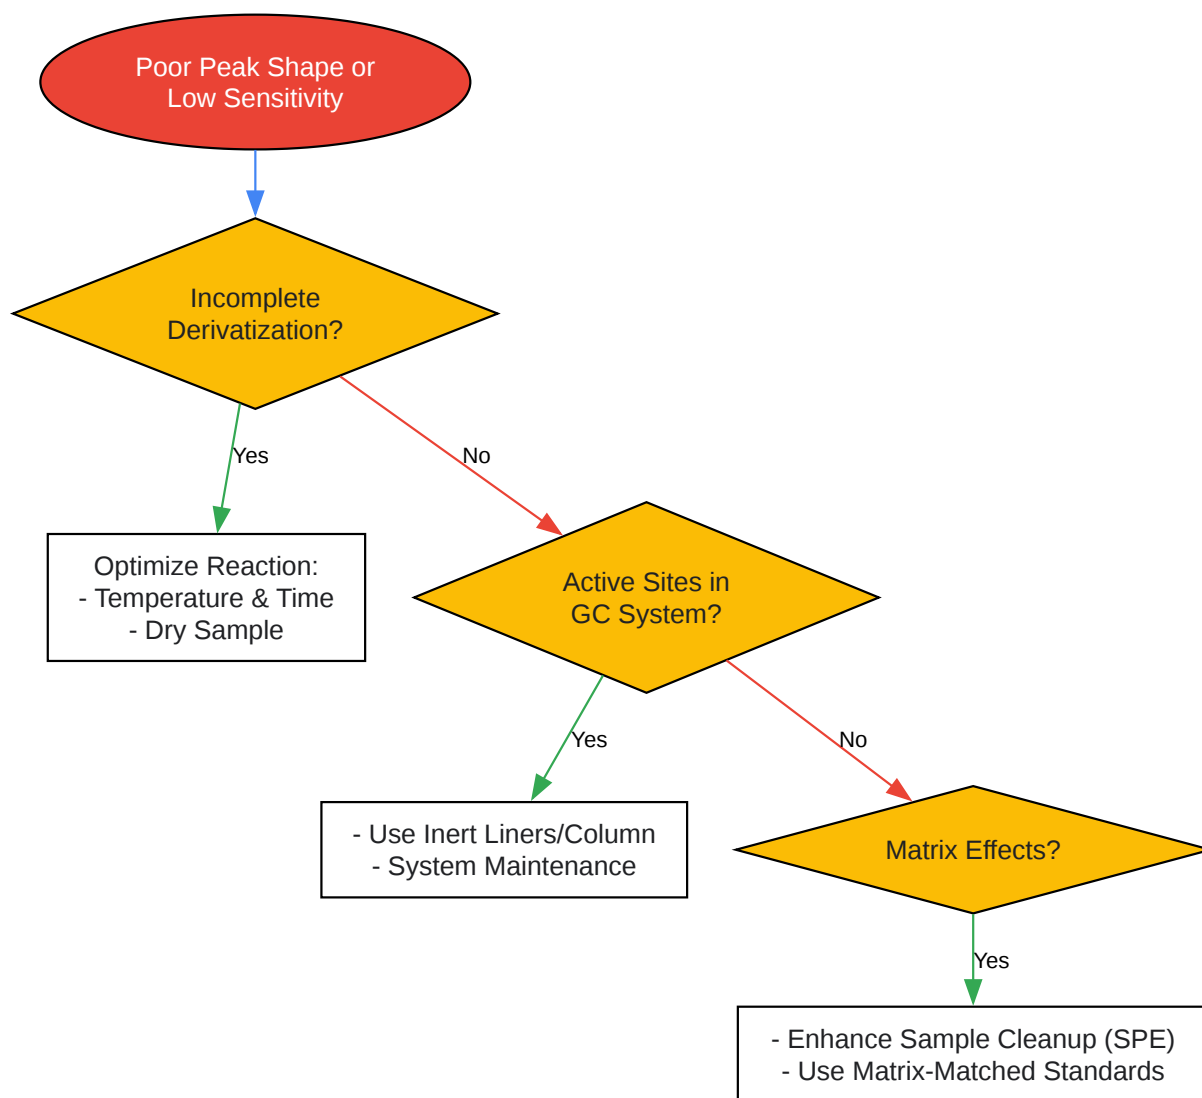 Poor Peak Shape or
Low Sensitivity
Incomplete
Derivatization?
Yes
No
Optimize Reaction:
- Temperature & Time
- Dry Sample
Active Sites in
GC System?
Yes
No
- Use Inert Liners/Column
- System Maintenance
Matrix Effects?
Yes
- Enhance Sample Cleanup (SPE)
- Use Matrix-Matched Standards